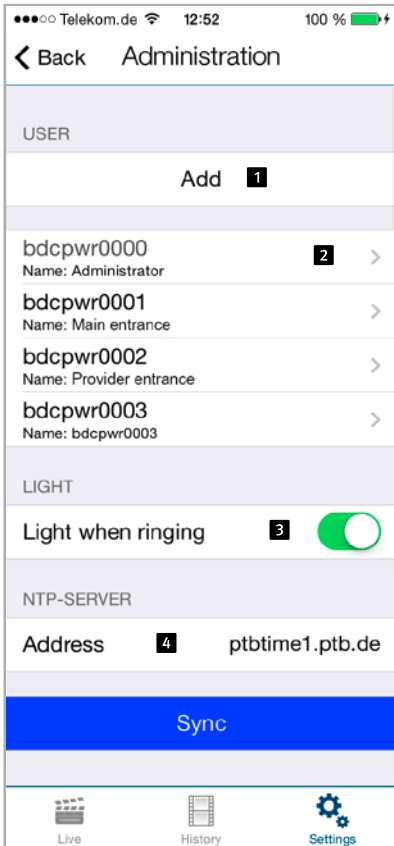 ●●●○○ Telekom.de 12:52 100 %
Back Administration
USER
Add 1
bdcpwr0000 2
Name: Administrator
bdcpwr0001
Name: Main entrance
bdcpwr0002
Name: Provider entrance
bdcpwr0003
Name: bdcpwr0003
LIGHT
Light when ringing 3
NTP-SERVER
Address 4 ptbtime1.ptb.de
Sync
Live History Settings